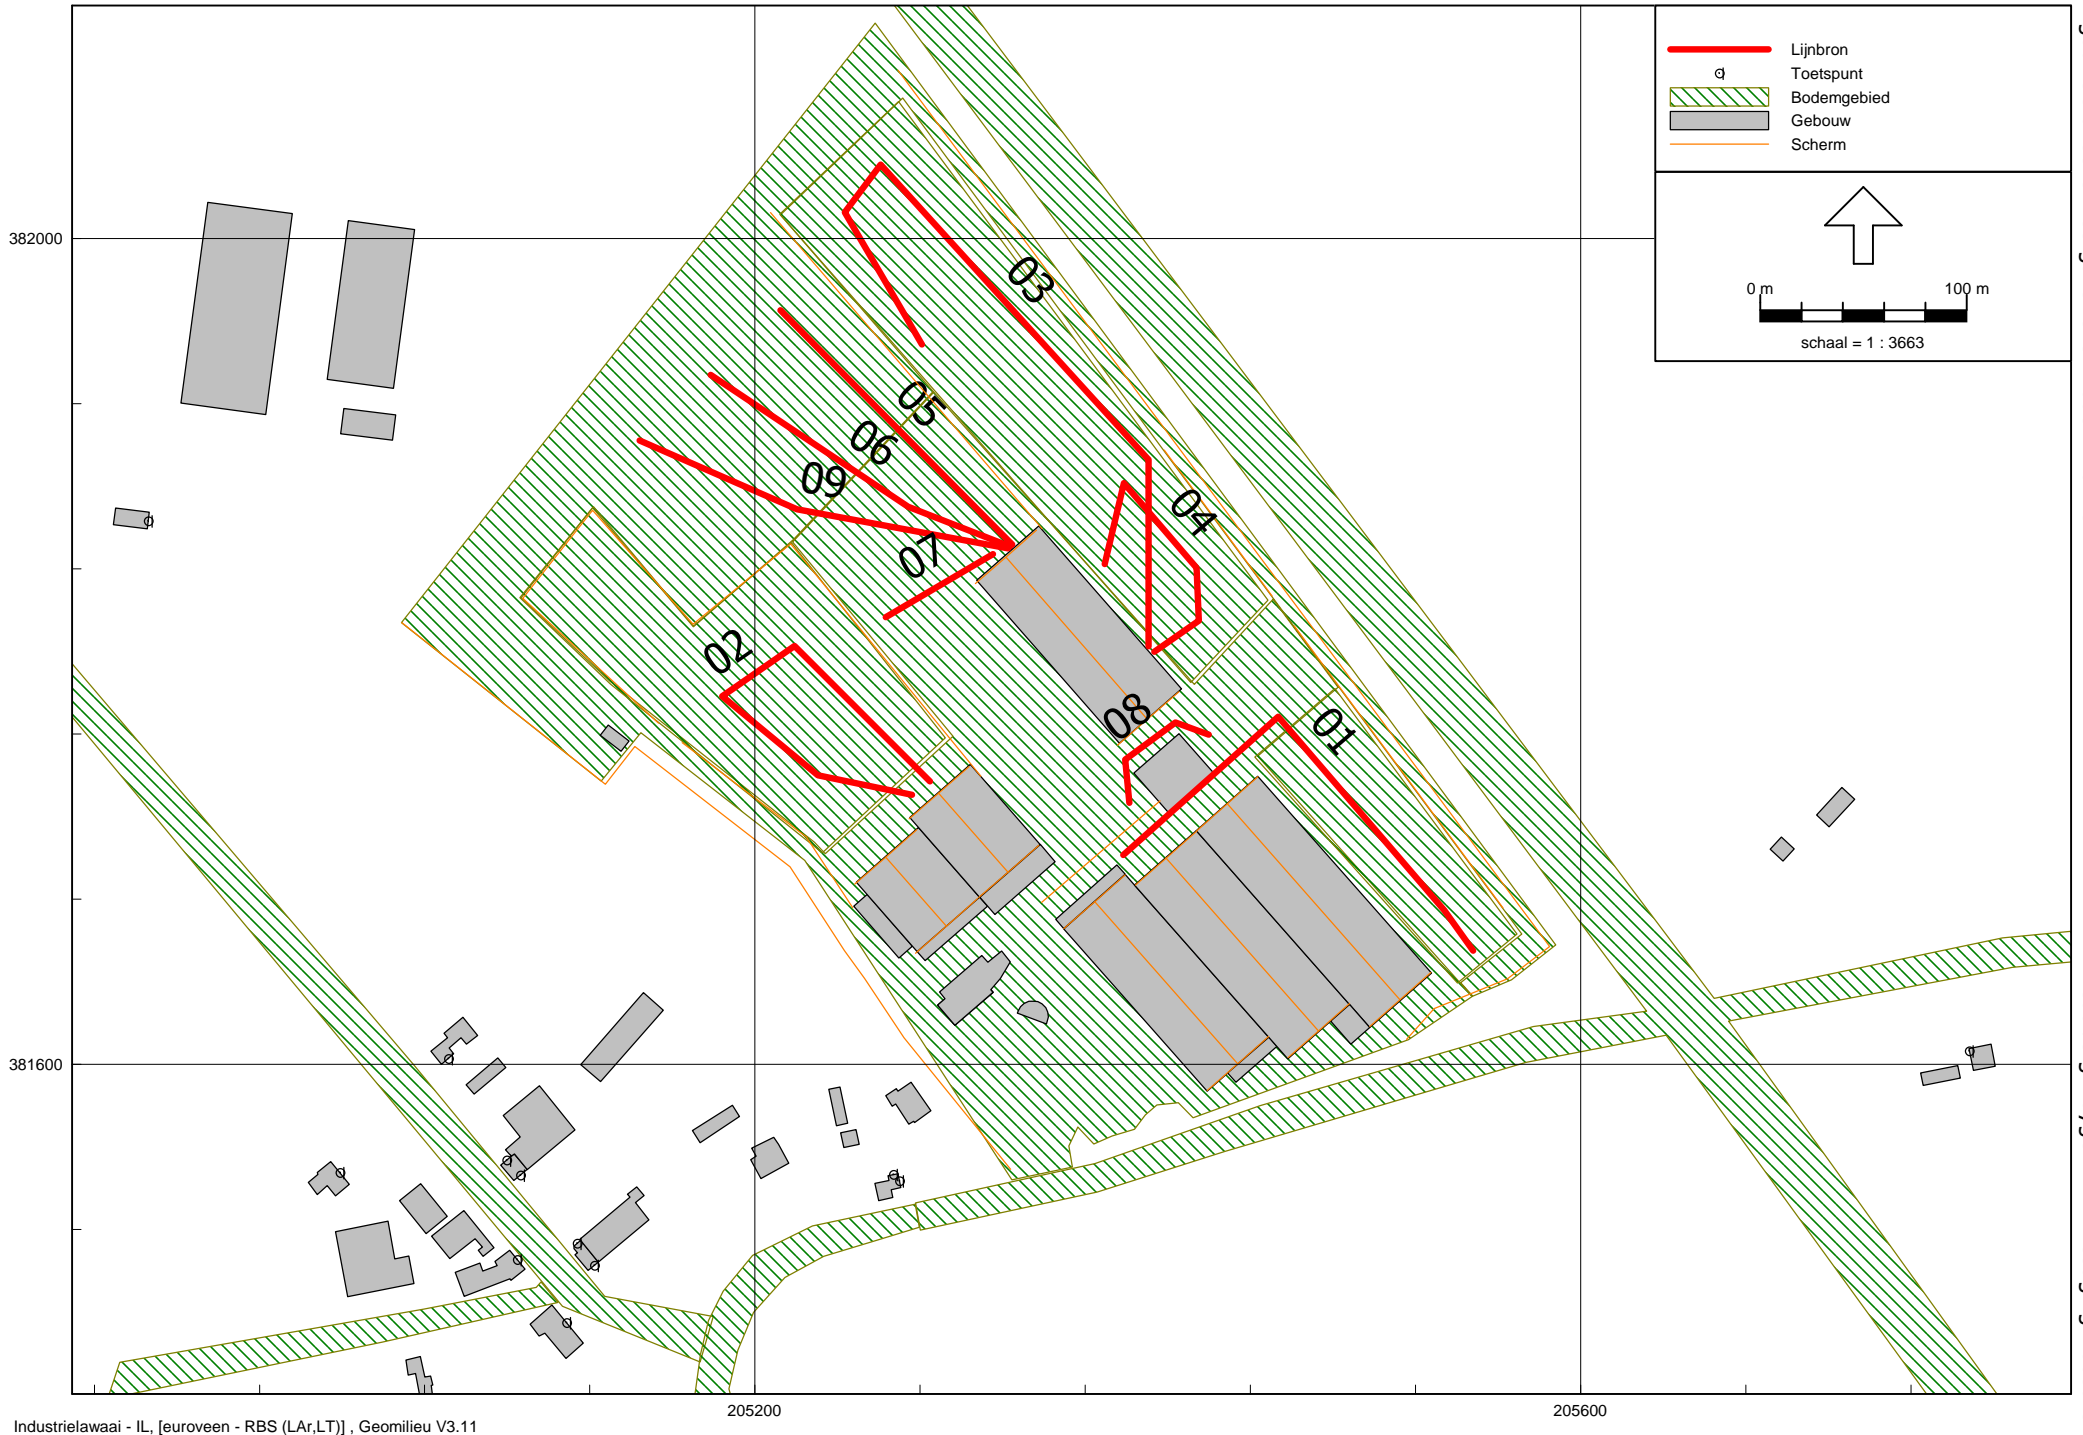 Lijnbron
Toetspunt
Bodemgebied
Gebouw
Scherm
0 m 100 m
schaal = 1 : 3663
382000
03
05
06
09
04
07
02
08
01
381600
205200 205600
Industrielawaai - IL, [euroveen - RBS (LAr,LT)] , Geomilieu V3.11